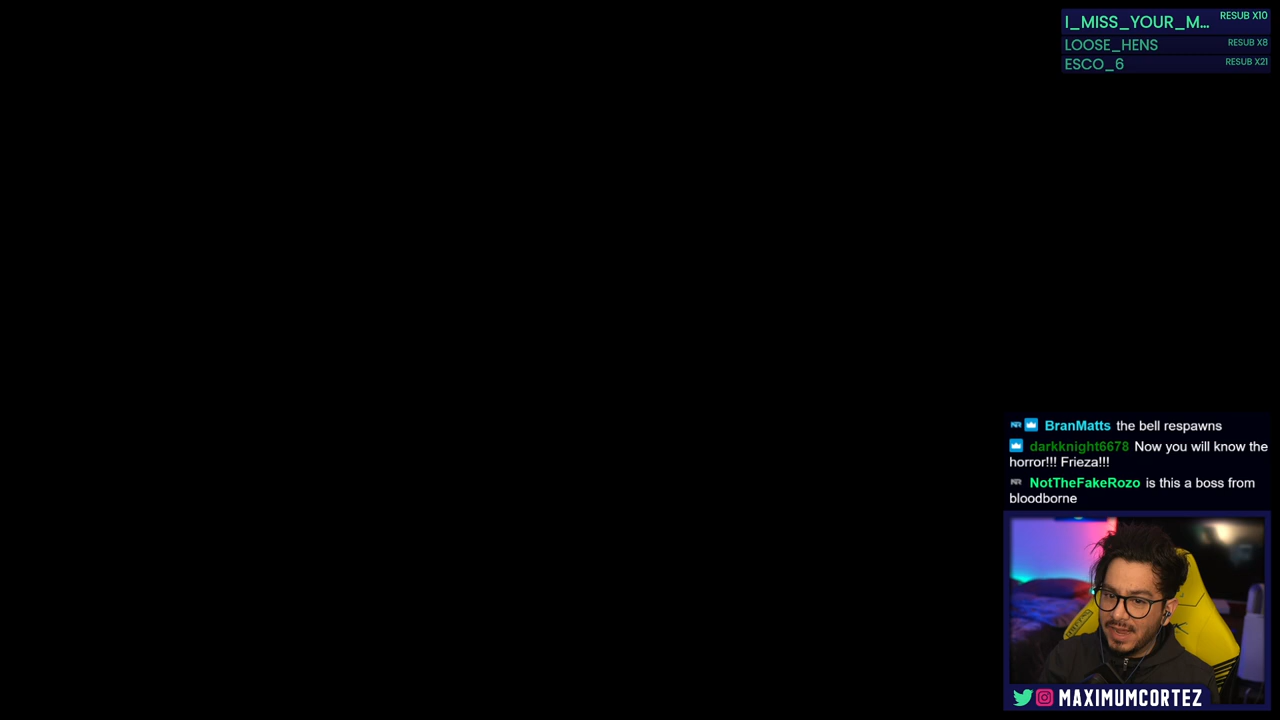 I_MISS_YOUR_M... RESUB X10
LOOSE_HENS RESUB X8
ESCO_6 RESUB X21
BranMatts the bell respawns
darkknight6678 Now you will know the
horror!!! Frieza!!!
NotTheFakeRozo is this a boss from
bloodborne
MAXIMUMCORTEZ